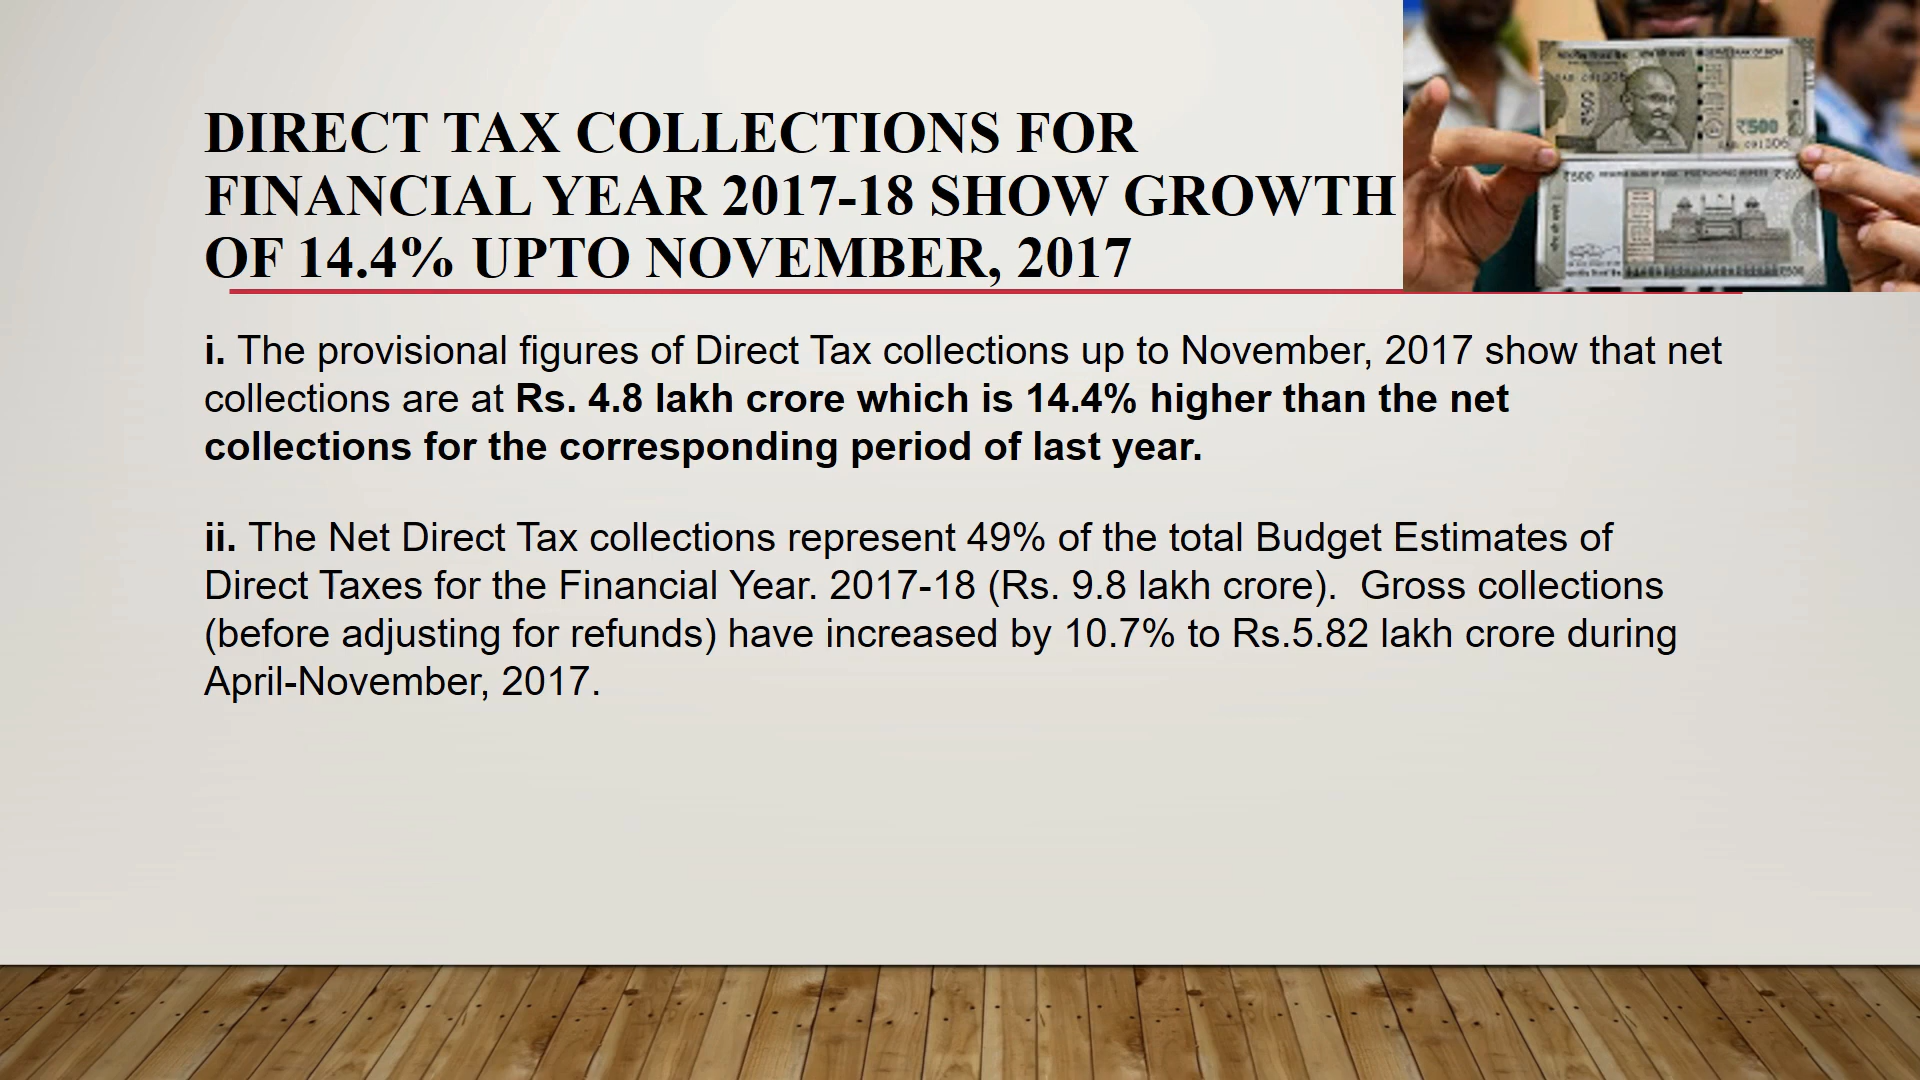 DIRECT TAX COLLECTIONS FOR
FINANCIAL YEAR 2017-18 SHOW GROWTH
OF 14.4% UPTO NOVEMBER, 2017
₹500
i. The provisional figures of Direct Tax collections up to November, 2017 show that net
collections are at Rs. 4.8 lakh crore which is 14.4% higher than the net
collections for the corresponding period of last year.
ii. The Net Direct Tax collections represent 49% of the total Budget Estimates of
Direct Taxes for the Financial Year. 2017-18 (Rs. 9.8 lakh crore).  Gross collections
(before adjusting for refunds) have increased by 10.7% to Rs.5.82 lakh crore during
April-November, 2017.